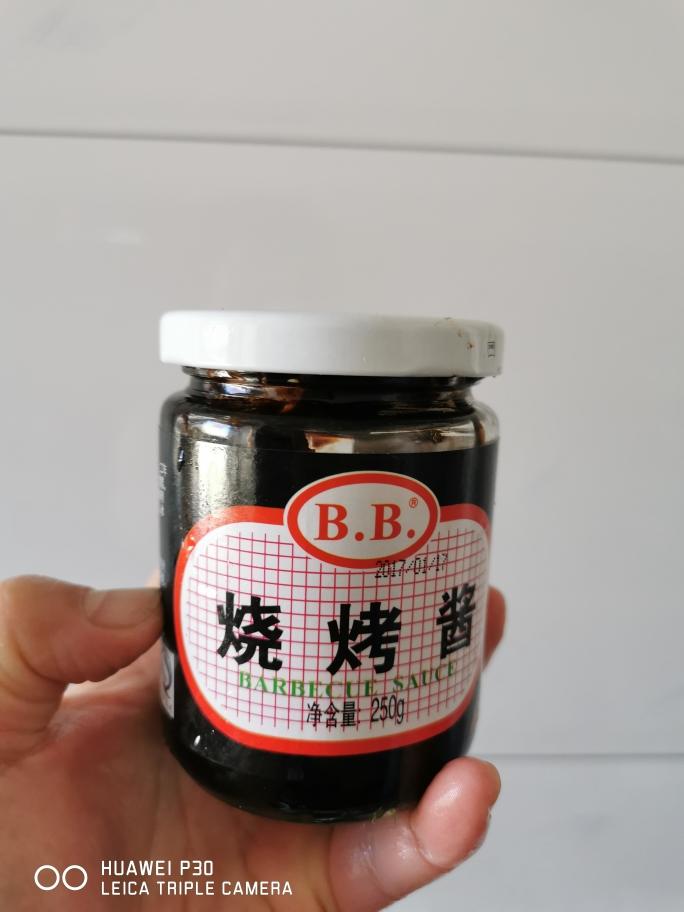 B.B.®
2017/01/17
烧烤酱
BARBECUE SAUCE
净含量: 250g
HUAWEI P30
LEICA TRIPLE CAMERA